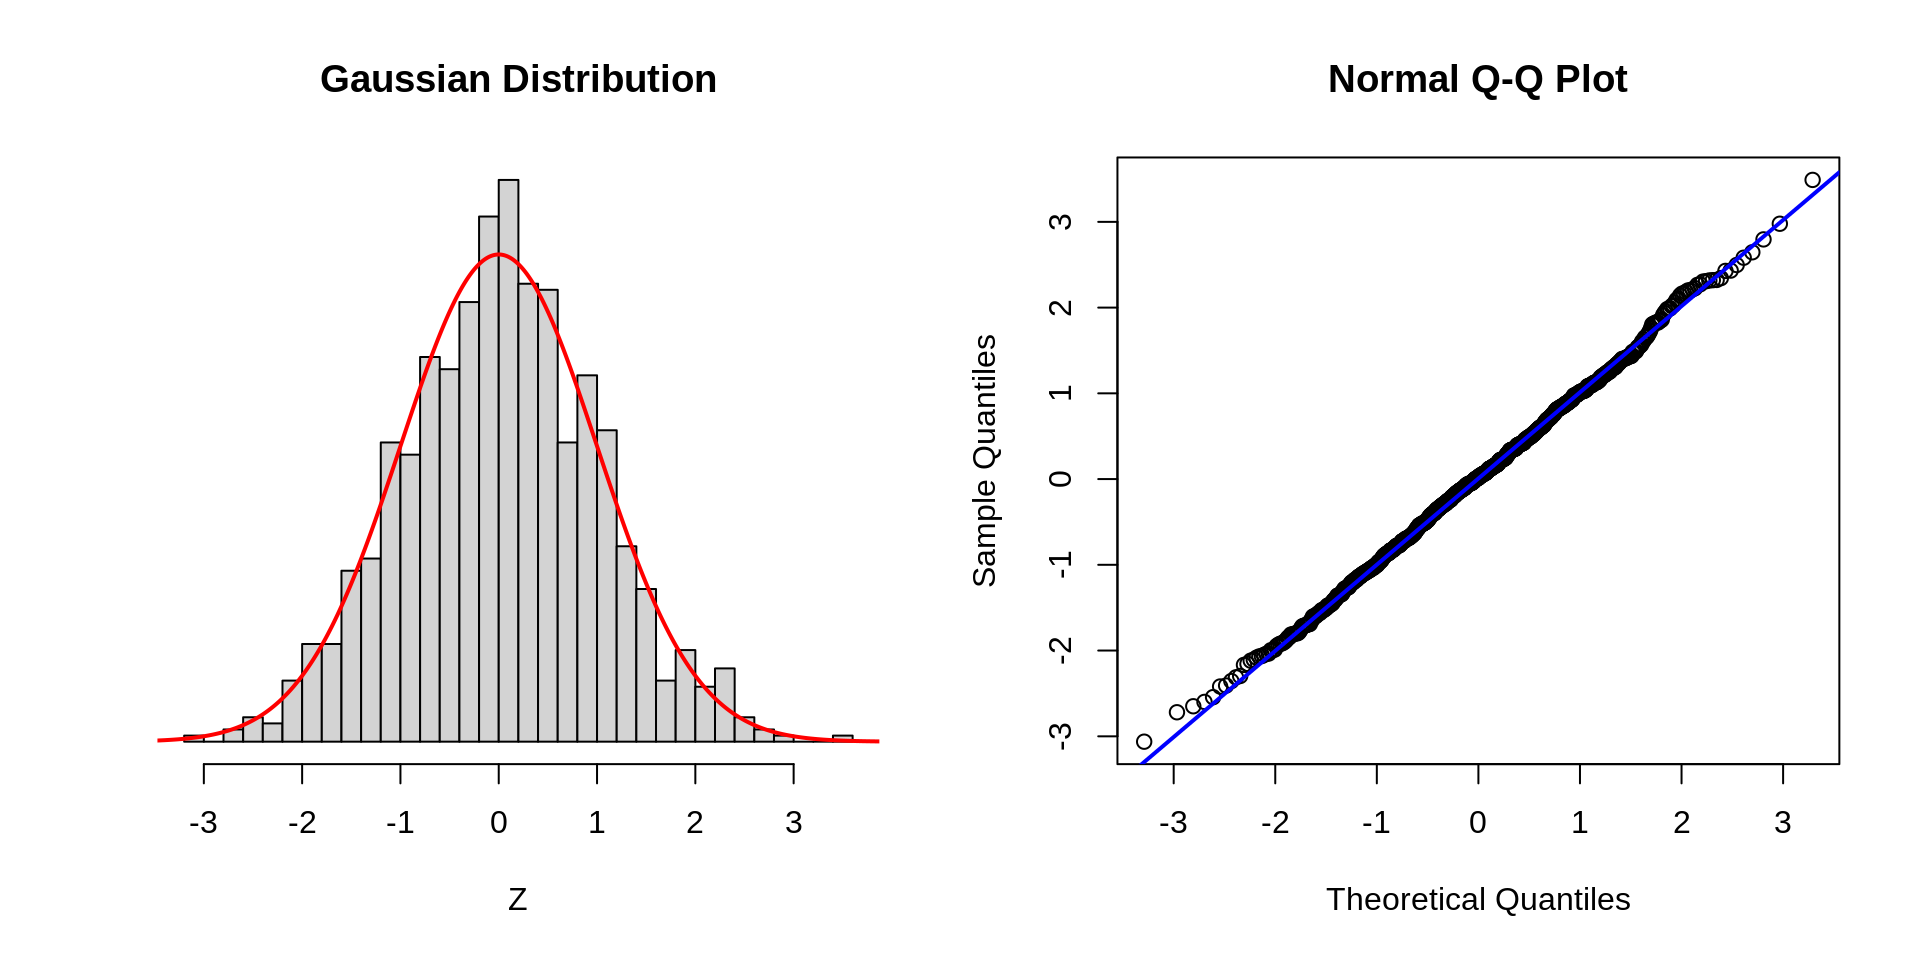 Gaussian Distribution
-3 -2 -1 0 1 2 3
Z
Normal Q-Q Plot
Sample Quantiles
3
2
1
0
-1
-2
-3
-3 -2 -1 0 1 2 3
Theoretical Quantiles